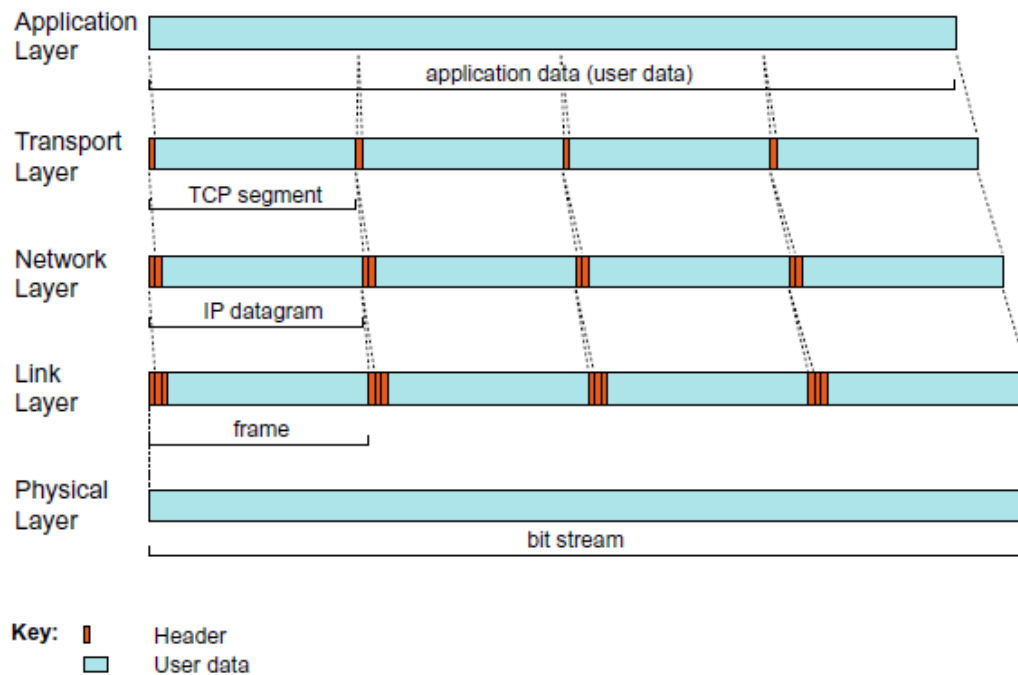 Application
Layer
application data (user data)
Transport
Layer
TCP segment
Network
Layer
IP datagram
Link
Layer
frame
Physical
Layer
bit stream
Key:
Header
User data